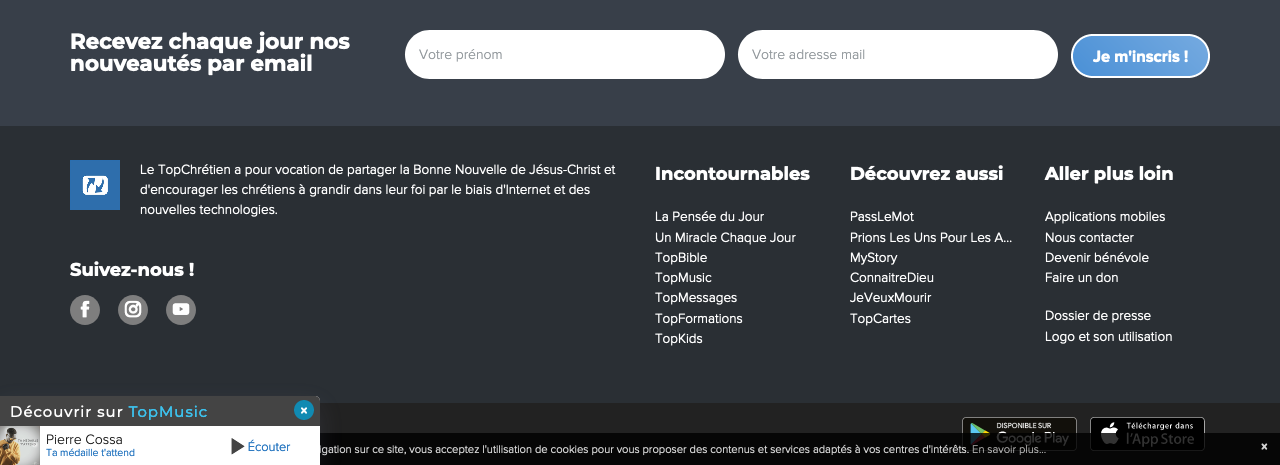 Recevez chaque jour nos
nouveautés par email
Votre prénom
Votre adresse mail
Je m'inscris !
Le TopChrétien a pour vocation de partager la Bonne Nouvelle de Jésus-Christ et
d'encourager les chrétiens à grandir dans leur foi par le biais d'Internet et des
nouvelles technologies.
Suivez-nous !
Incontournables
La Pensée du Jour
Un Miracle Chaque Jour
TopBible
TopMusic
TopMessages
TopFormations
TopKids
Découvrez aussi
PassLeMot
Prions Les Uns Pour Les A...
MyStory
ConnaitreDieu
JeVeuxMourir
TopCartes
Aller plus loin
Applications mobiles
Nous contacter
Devenir bénévole
Faire un don
Dossier de presse
Logo et son utilisation
Découvrir sur TopMusic
Pierre Cossa
Ta médaille t'attend
Écouter
DISPONIBLE SUR
Google Play
Télécharger dans
l'App Store
sur ce site, vous acceptez l'utilisation de cookies pour vous proposer des contenus et services adaptés à vos centres d'intérêts. En savoir plus...